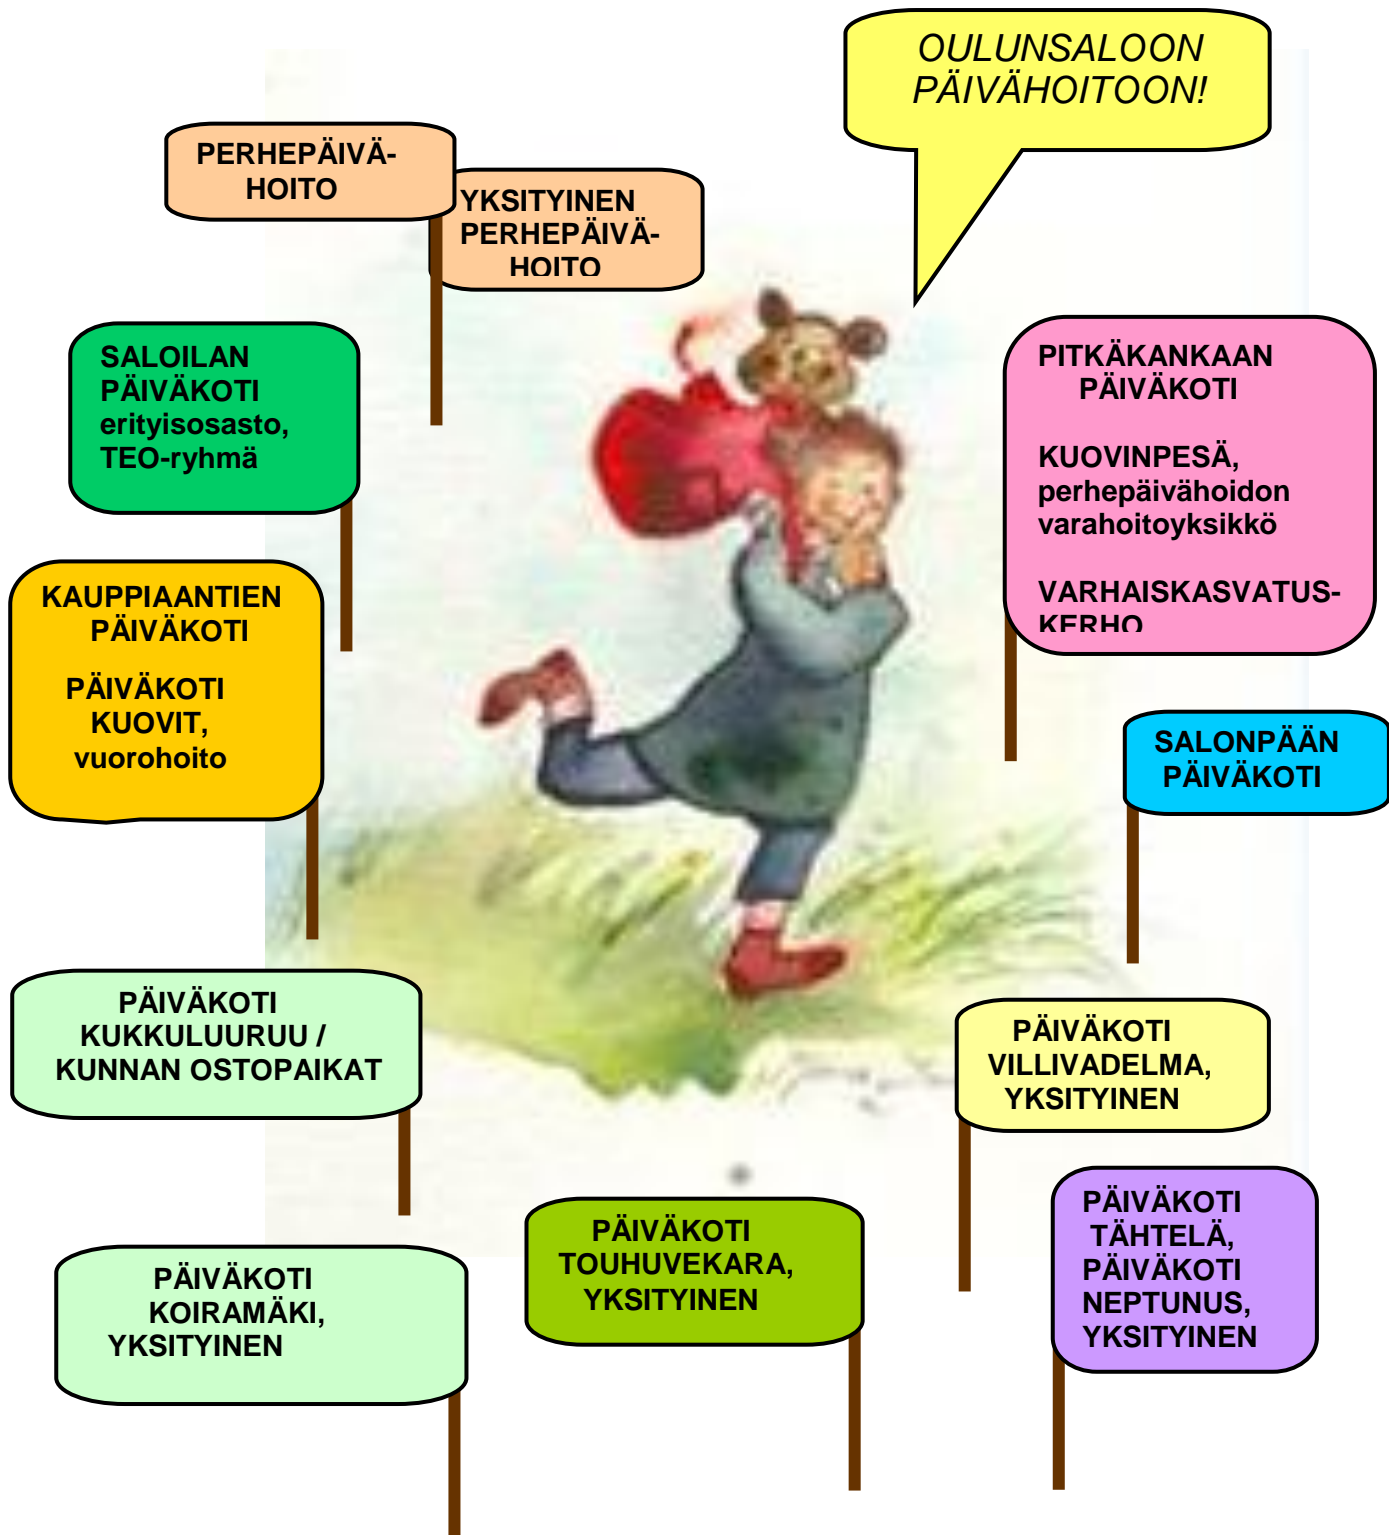 OULUNSALOON
PÄIVÄHOITOON!
PERHEPÄIVÄ-
HOITO
YKSITYINEN
PERHEPÄIVÄ-
HOITO
SALOILAN
PÄIVÄKOTI
erityisosasto,
TEO-ryhmä
PITKÄKANKAAN
PÄIVÄKOTI
KUOVINPESÄ,
perhepäivähoidon
varahoitoyksikkö
VARHAISKASVATUS-
KERHO
KAUPPIAANTIEN
PÄIVÄKOTI
PÄIVÄKOTI
KUOVIT,
vuorohoito
SALONPÄÄN
PÄIVÄKOTI
PÄIVÄKOTI
KUKKULUURUU /
KUNNAN OSTOPAIKAT
PÄIVÄKOTI
VILLIVADELMA,
YKSITYINEN
PÄIVÄKOTI
TÄHTELÄ,
PÄIVÄKOTI
NEPTUNUS,
YKSITYINEN
PÄIVÄKOTI
TOUHUVEKARA,
YKSITYINEN
PÄIVÄKOTI
KOIRAMÄKI,
YKSITYINEN